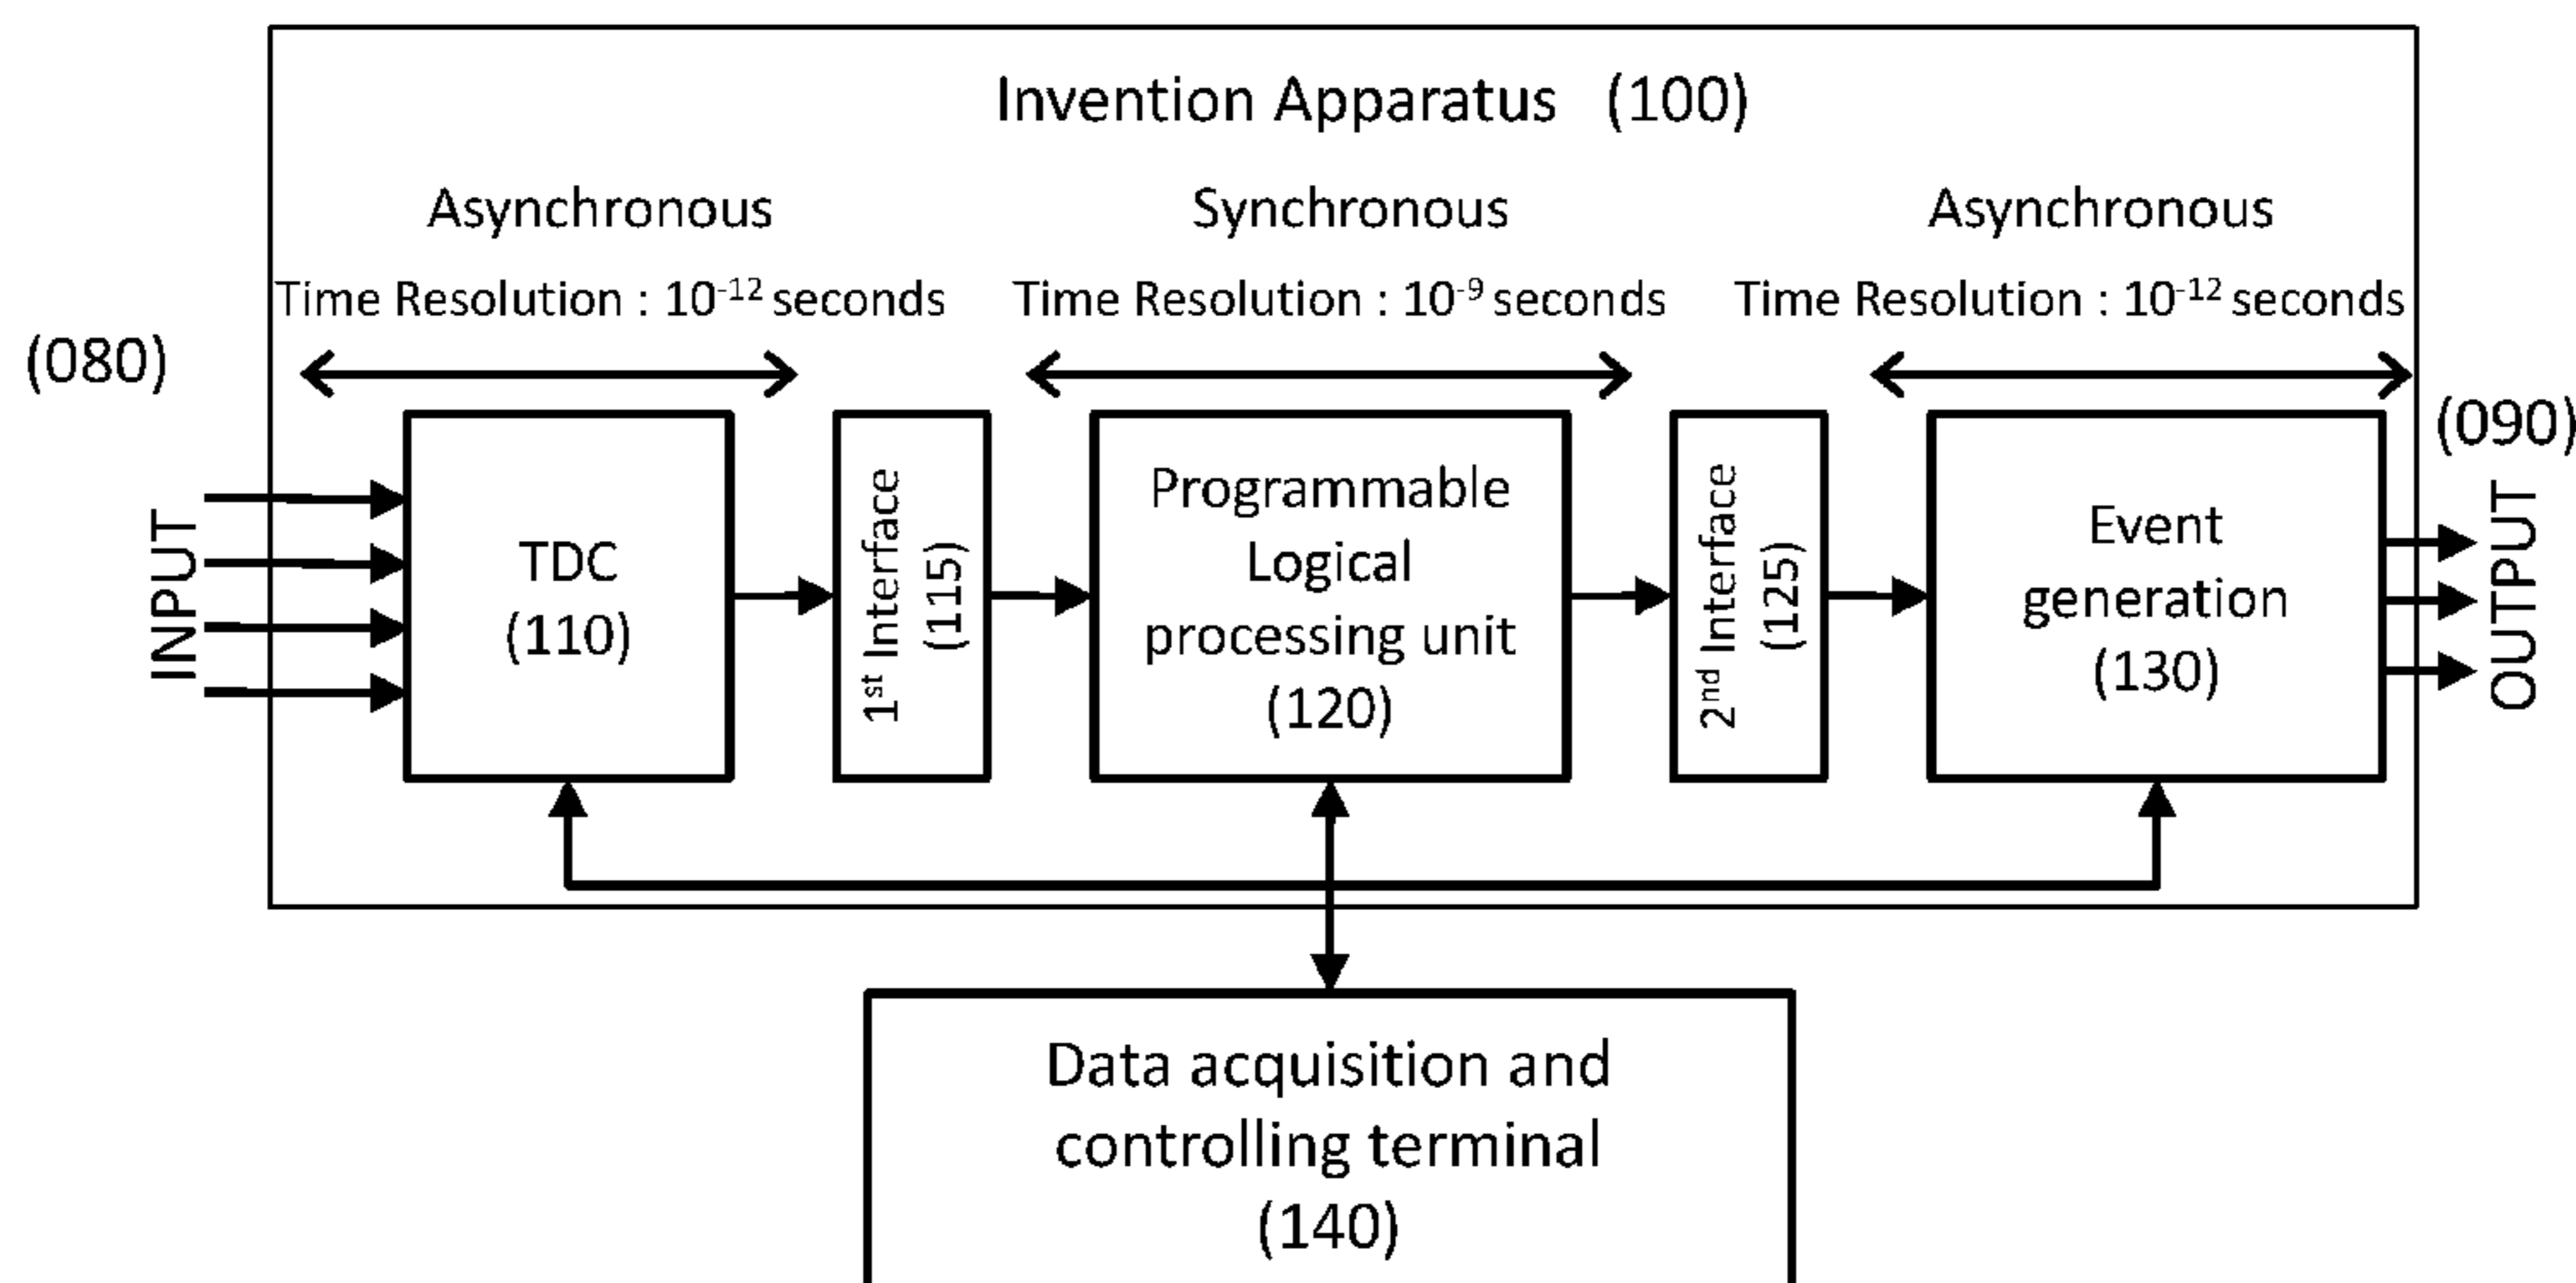 Invention Apparatus (100)
Asynchronous
Synchronous
Asynchronous
Time Resolution : 10⁻¹² seconds
Time Resolution : 10⁻⁹ seconds
Time Resolution : 10⁻¹² seconds
(080)
(090)
INPUT
TDC
(110)
1st Interface
(115)
Programmable
Logical
processing unit
(120)
2nd Interface
(125)
Event
generation
(130)
OUTPUT
Data acquisition and
controlling terminal
(140)